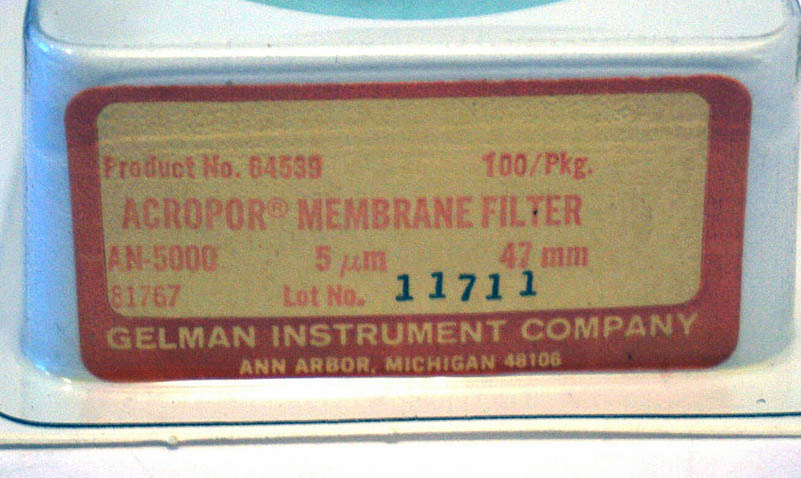 Product No. 64539 100/Pkg.
ACROPOR® MEMBRANE FILTER
AN-5000 5 μm 47 mm
81767 Lot No. 11711
GELMAN INSTRUMENT COMPANY
ANN ARBOR, MICHIGAN 48106